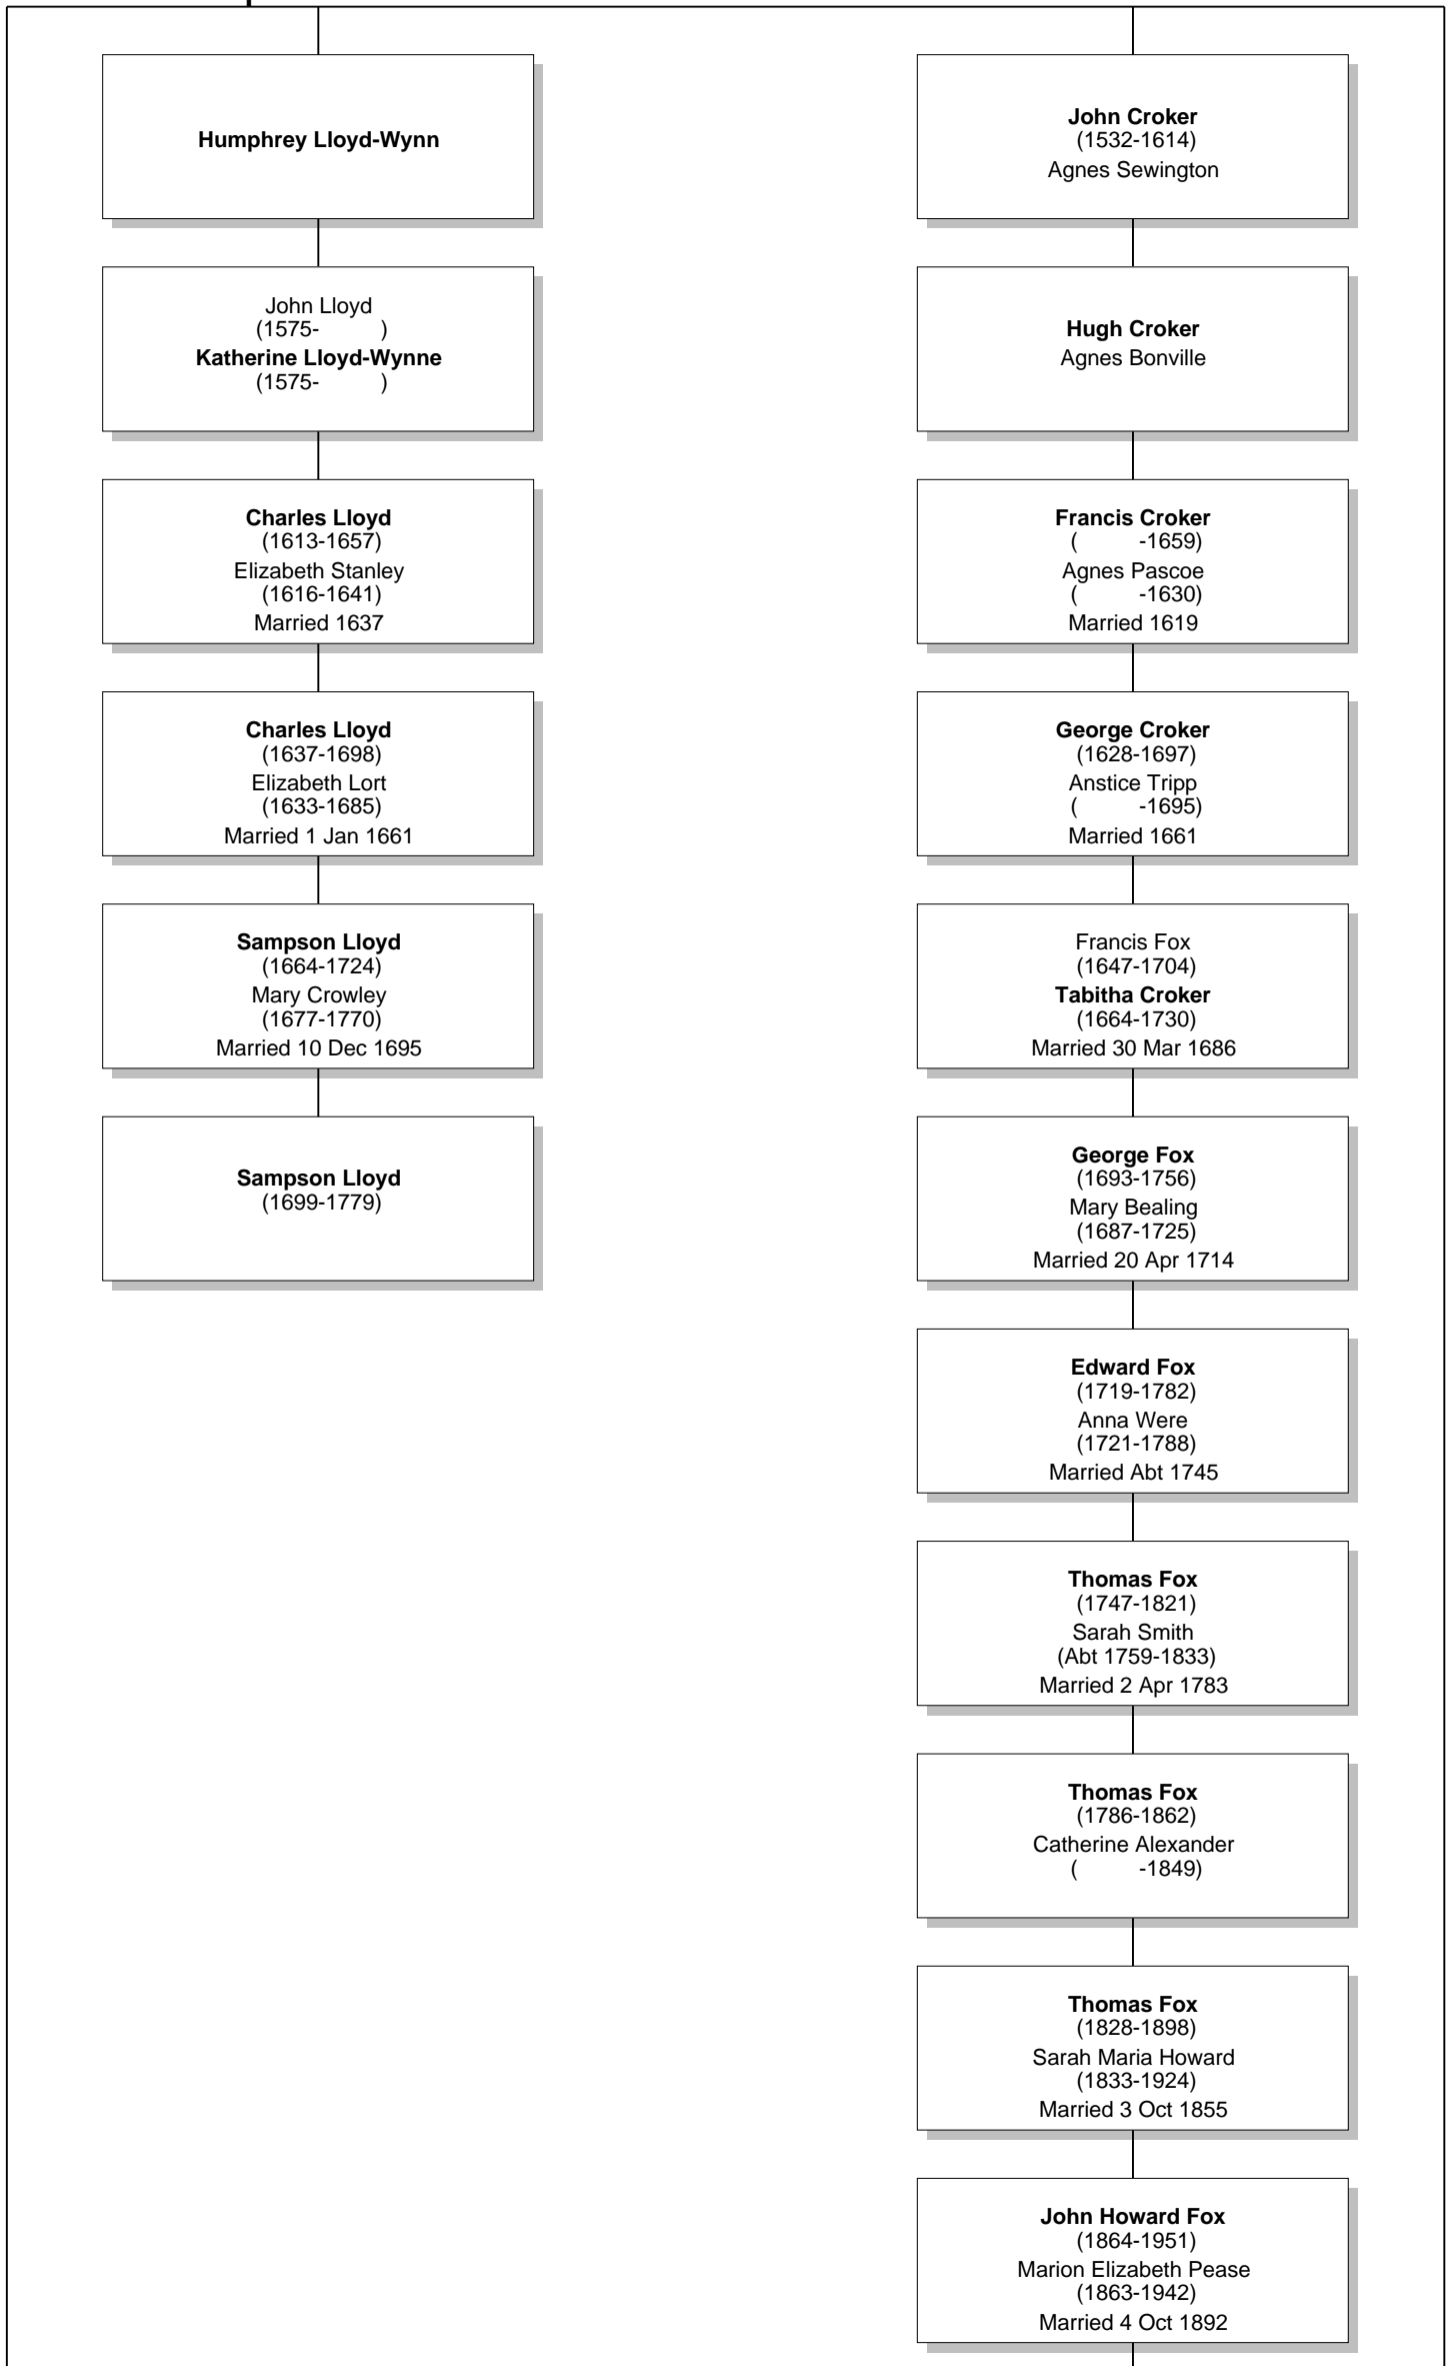 Humphrey Lloyd-Wynn
John Lloyd
(1575- )
Katherine Lloyd-Wynne
(1575- )
Charles Lloyd
(1613-1657)
Elizabeth Stanley
(1616-1641)
Married 1637
Charles Lloyd
(1637-1698)
Elizabeth Lort
(1633-1685)
Married 1 Jan 1661
Sampson Lloyd
(1664-1724)
Mary Crowley
(1677-1770)
Married 10 Dec 1695
Sampson Lloyd
(1699-1779)
John Croker
(1532-1614)
Agnes Sewington
Hugh Croker
Agnes Bonville
Francis Croker
( -1659)
Agnes Pascoe
( -1630)
Married 1619
George Croker
(1628-1697)
Anstice Tripp
( -1695)
Married 1661
Francis Fox
(1647-1704)
Tabitha Croker
(1664-1730)
Married 30 Mar 1686
George Fox
(1693-1756)
Mary Bealing
(1687-1725)
Married 20 Apr 1714
Edward Fox
(1719-1782)
Anna Were
(1721-1788)
Married Abt 1745
Thomas Fox
(1747-1821)
Sarah Smith
(Abt 1759-1833)
Married 2 Apr 1783
Thomas Fox
(1786-1862)
Catherine Alexander
( -1849)
Thomas Fox
(1828-1898)
Sarah Maria Howard
(1833-1924)
Married 3 Oct 1855
John Howard Fox
(1864-1951)
Marion Elizabeth Pease
(1863-1942)
Married 4 Oct 1892